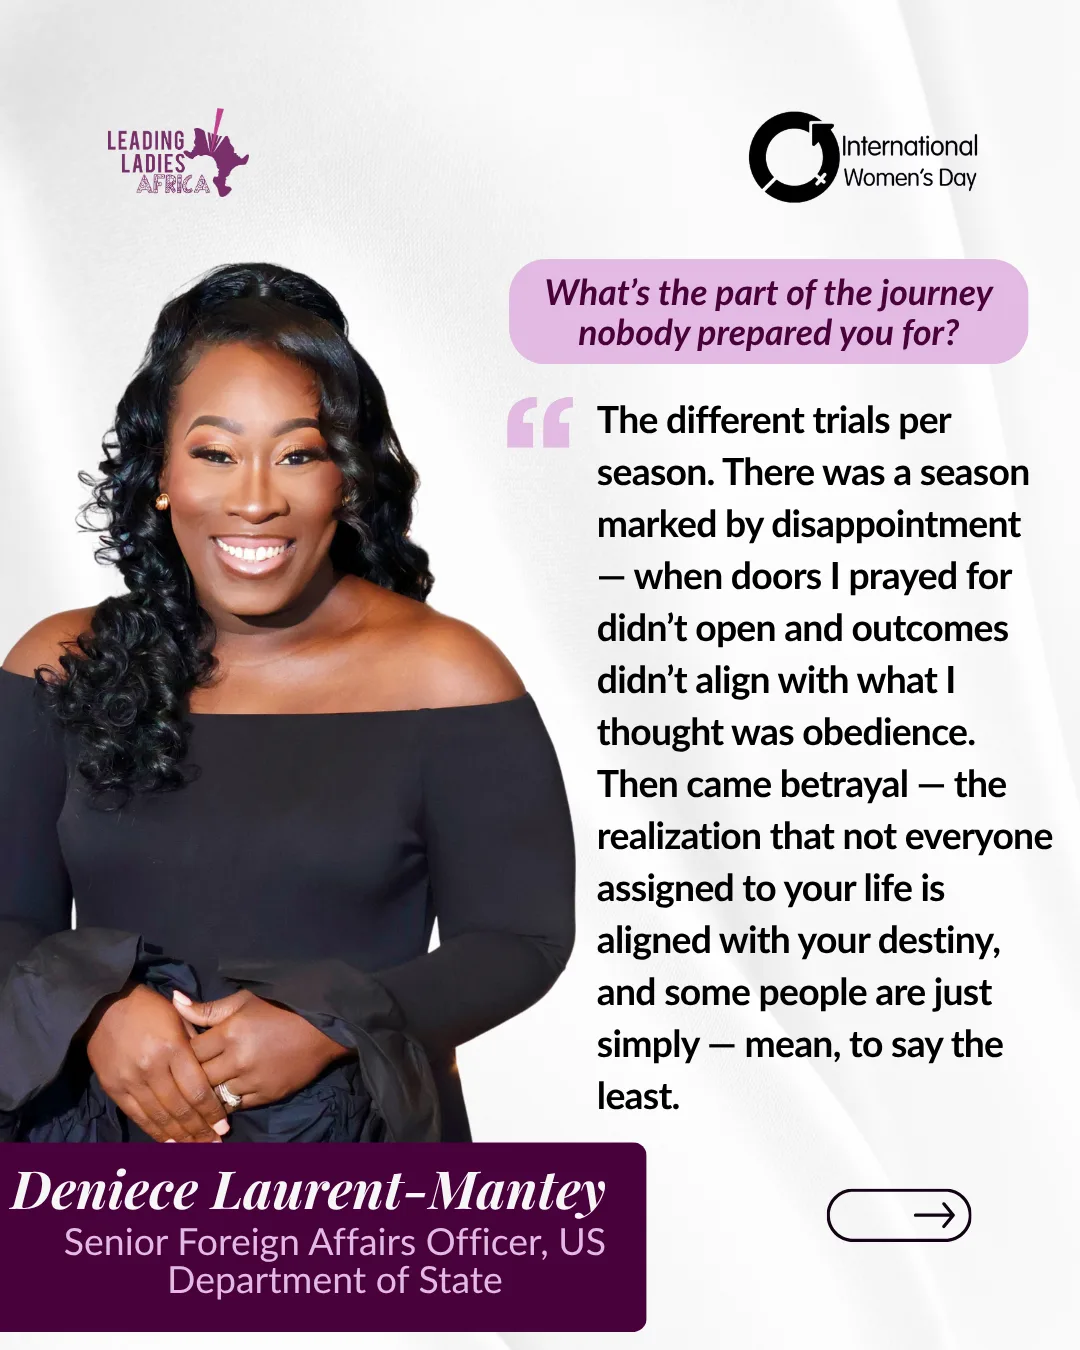 LEADING
LADIES
AFRICA
International
Women's Day
What's the part of the journey
nobody prepared you for?
“
The different trials per
season. There was a season
marked by disappointment
— when doors I prayed for
didn't open and outcomes
didn't align with what I
thought was obedience.
Then came betrayal — the
realization that not everyone
assigned to your life is
aligned with your destiny,
and some people are just
simply — mean, to say the
least.
Deniece Laurent-Mantey
Senior Foreign Affairs Officer, US
Department of State